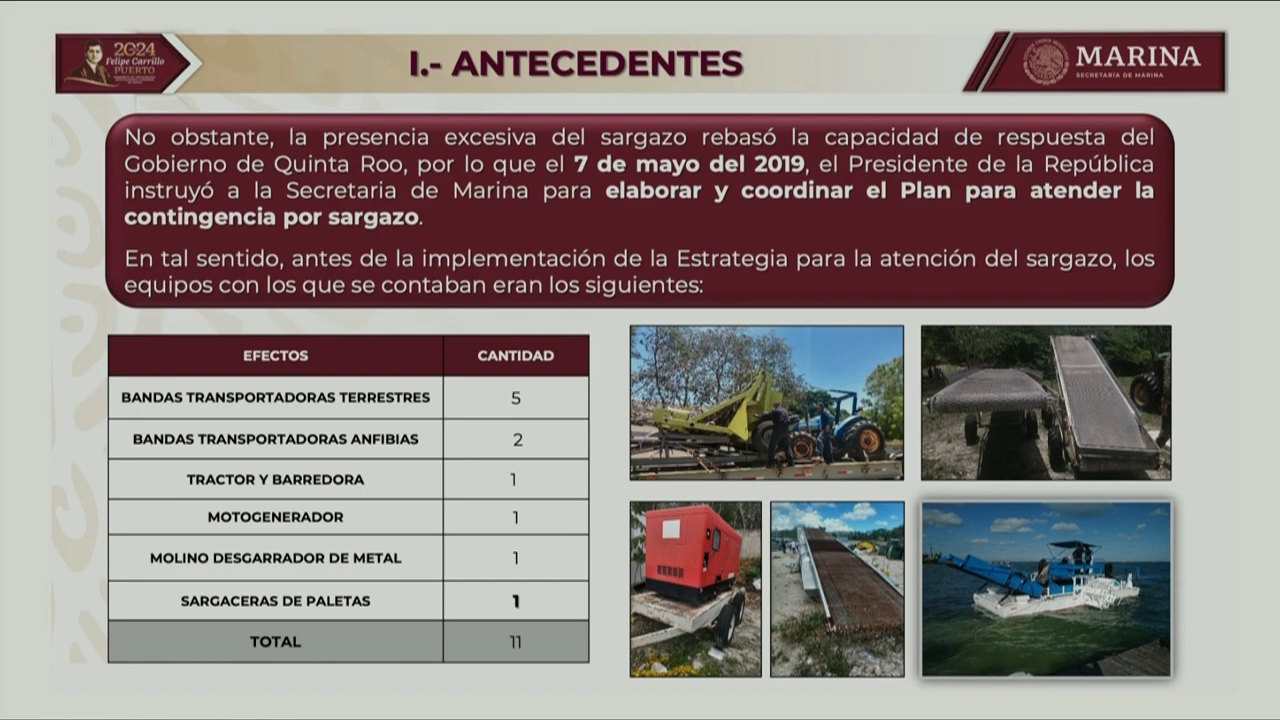 2024
Felipe Carrillo
PUERTO
I.- ANTECEDENTES
MARINA
SECRETARÍA DE MARINA
No obstante, la presencia excesiva del sargazo rebasó la capacidad de respuesta del
Gobierno de Quinta Roo, por lo que el 7 de mayo del 2019, el Presidente de la República
instruyó a la Secretaria de Marina para elaborar y coordinar el Plan para atender la
contingencia por sargazo.
En tal sentido, antes de la implementación de la Estrategia para la atención del sargazo, los
equipos con los que se contaban eran los siguientes:
EFECTOS CANTIDAD
BANDAS TRANSPORTADORAS TERRESTRES 5
BANDAS TRANSPORTADORAS ANFIBIAS 2
TRACTOR Y BARREDORA 1
MOTOGENERADOR 1
MOLINO DESGARRADOR DE METAL 1
SARGACERAS DE PALETAS 1
TOTAL 11